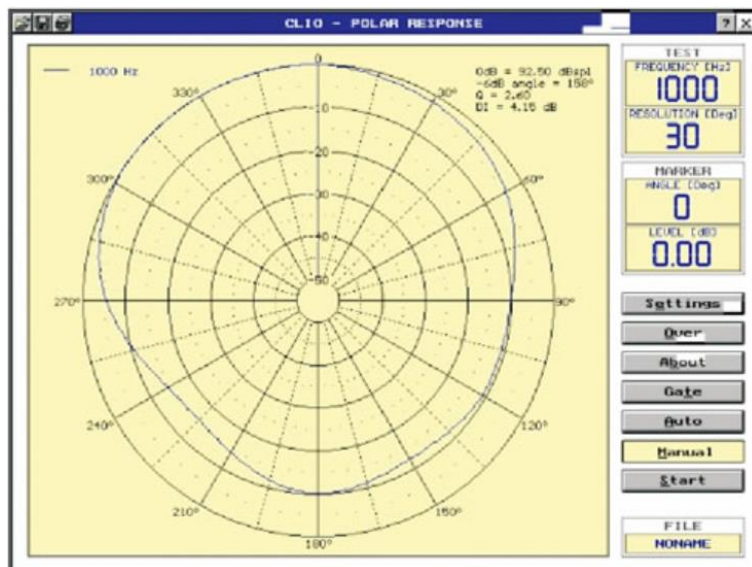 CLIO - POLAR RESPONSE
? X
1000 Hz
0dB = 92.50 dBspl
-6dB angle = 158°
Q = 2.60
DI = 4.15 dB
0
-10
-20
-30
-40
-50
30°
60°
90°
120°
150°
180°
210°
240°
270°
300°
330°
TEST
FREQUENCY [Hz]
1000
RESOLUTION [Deg]
30
MARKER
ANGLE [Deg]
0
LEVEL [dB]
0.00
Settings
Over
About
Gate
Auto
Manual
Start
FILE
NONAME